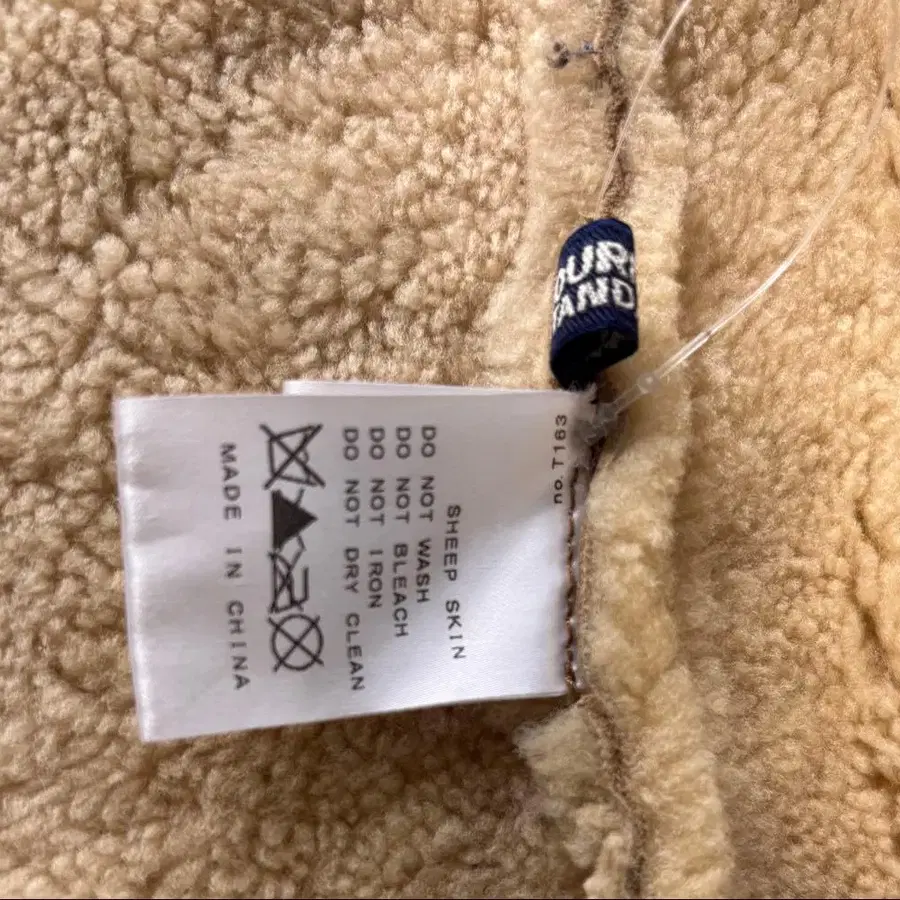 no.T163
SHEEP SKIN
DO NOT WASH
DO NOT BLEACH
DO NOT IRON
DO NOT DRY CLEAN
MADE IN CHINA